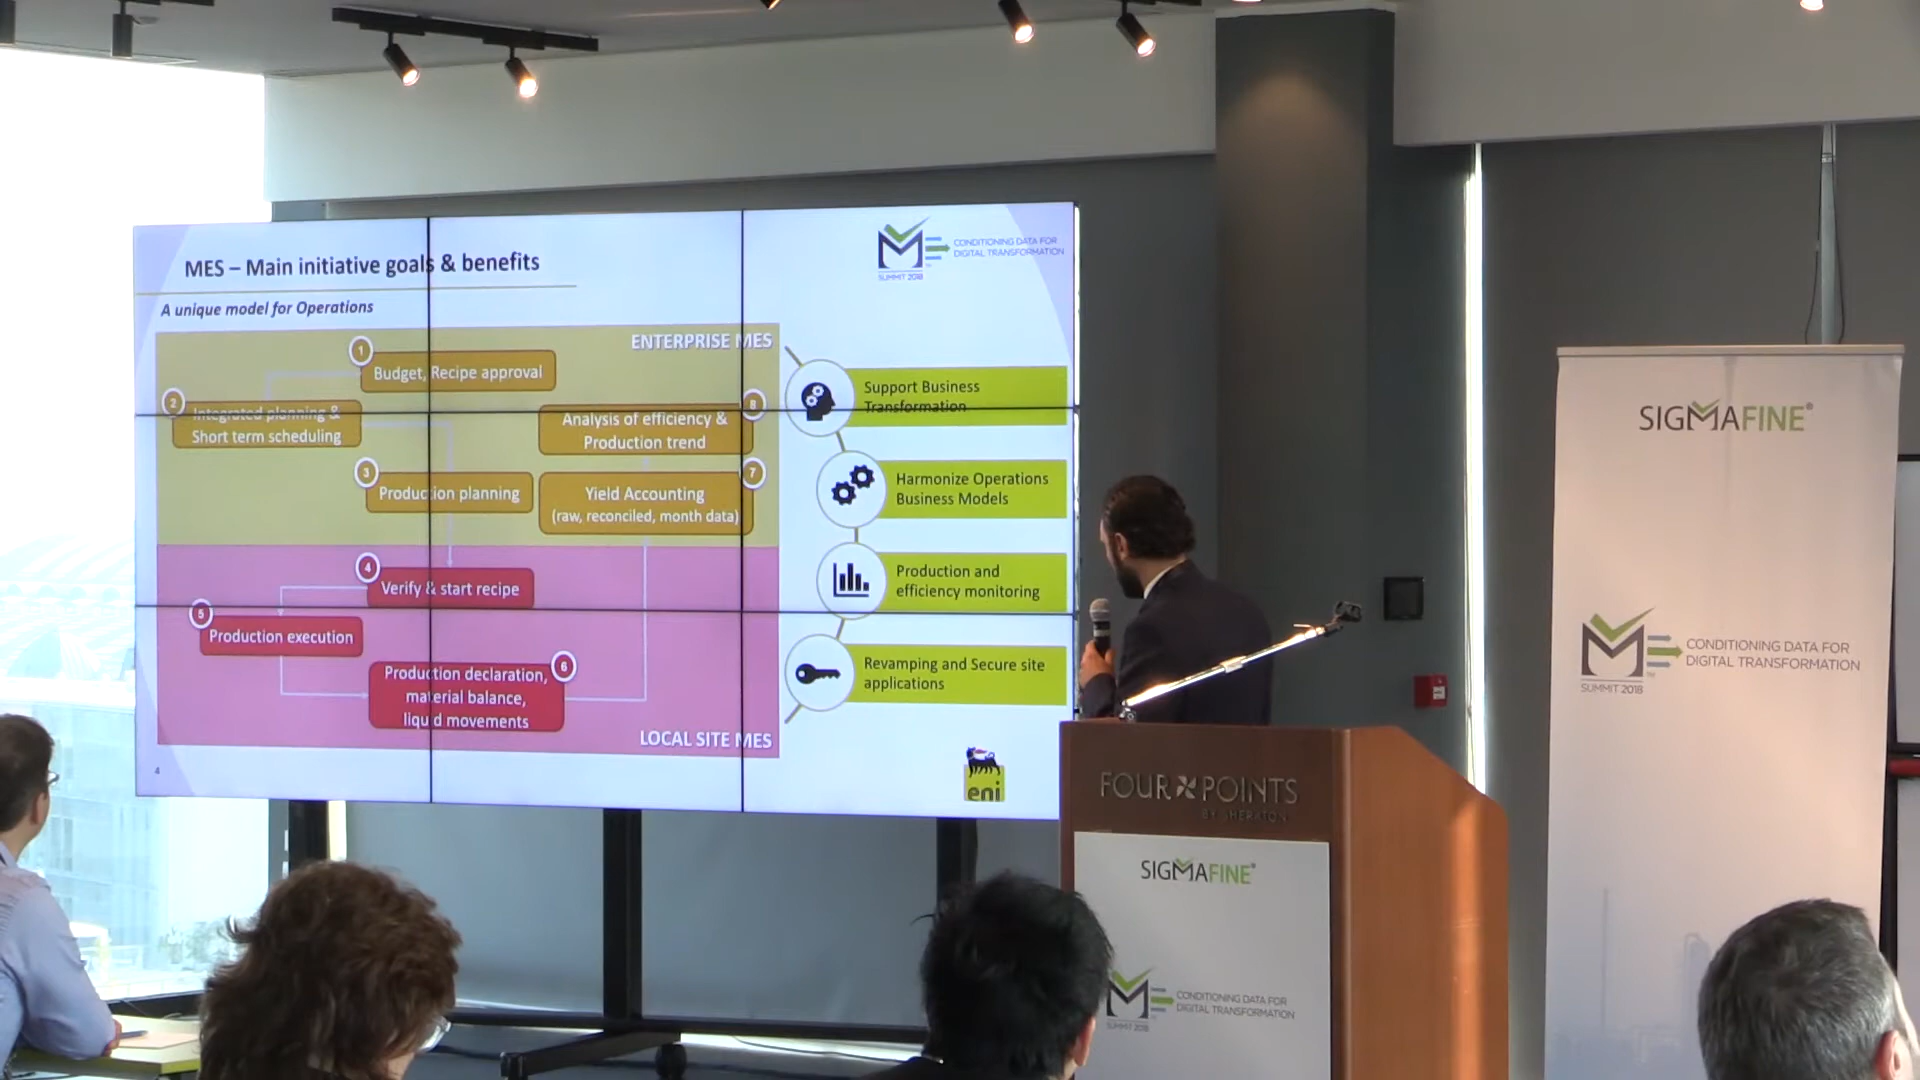 MES – Main initiative goals & benefits
A unique model for Operations
CONDITIONING DATA FOR
DIGITAL TRANSFORMATION
SUMMIT 2018
ENTERPRISE MES
1
Budget, Recipe approval
2
Integrated planning &
Short term scheduling
8
Analysis of efficiency &
Production trend
3
Production planning
7
Yield Accounting
(raw, reconciled, month data)
4
Verify & start recipe
5
Production execution
6
Production declaration,
material balance,
liquid movements
LOCAL SITE MES
Support Business
Transformation
Harmonize Operations
Business Models
Production and
efficiency monitoring
Revamping and Secure site
applications
4
eni
FOUR POINTS
BY SHERATON
SIGMAFINE®
ME
CONDITIONING DATA FOR
DIGITAL TRANSFORMATION
SUMMIT 2018
SIGMAFINE®
ME™
CONDITIONING DATA FOR
DIGITAL TRANSFORMATION
SUMMIT 2018